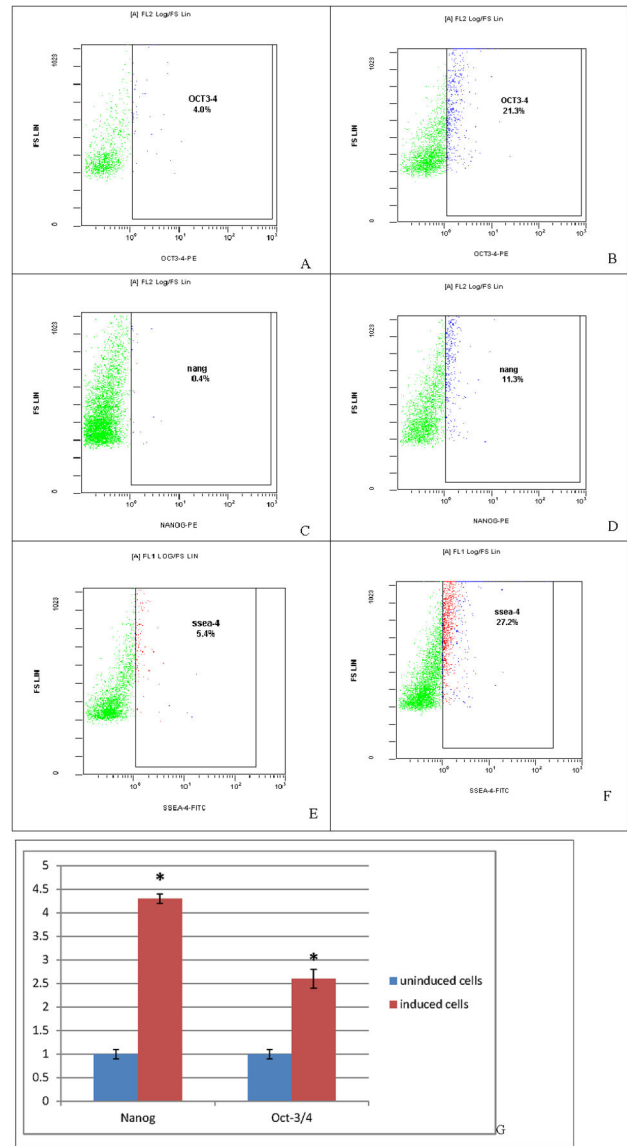 [A] FL2 Log/FS Lin
1023
FS LIN
0
OCT3-4
4.0%
10^0 10^1 10^2 10^3
OCT3-4-PE
A
[A] FL2 Log/FS Lin
1023
FS LIN
0
OCT3-4
21.3%
10^0 10^1 10^2 10^3
OCT3-4-PE
B
[A] FL2 Log/FS Lin
1023
FS LIN
0
nang
0.4%
10^0 10^1 10^2 10^3
NANOG-PE
C
[A] FL2 Log/FS Lin
1023
FS LIN
0
nang
11.3%
10^0 10^1 10^2 10^3
NANOG-PE
D
[A] FL1 LOG/FS LIN
1023
FS LIN
0
ssea-4
5.4%
10^0 10^1 10^2 10^3
SSEA-4-FITC
E
[A] FL1 Log/FS Lin
1023
FS LIN
0
ssea-4
27.2%
10^0 10^1 10^2 10^3
SSEA-4-FITC
F
5
4.5
4
3.5
3
2.5
2
1.5
1
0.5
0
*
*
Nanog Oct-3/4
uninduced cells
induced cells
G